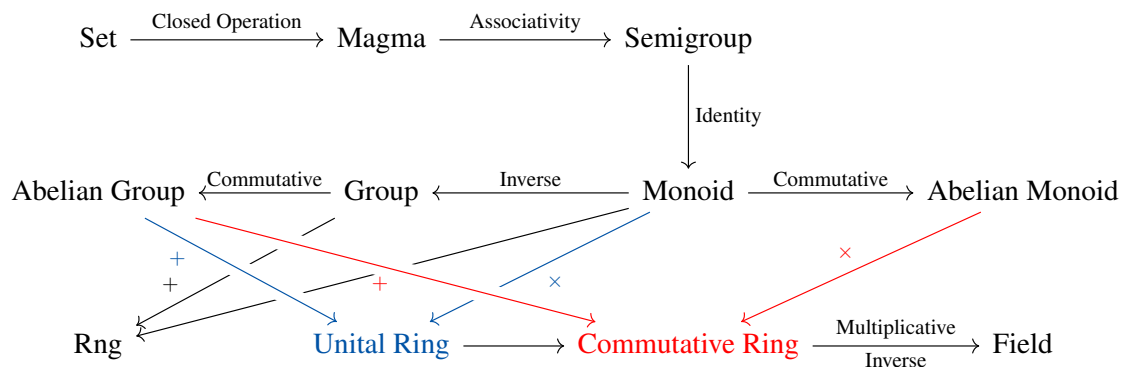 Closed Operation
Associativity
Set
Magma
Semigroup
Identity
Abelian Group
Commutative
Group
Inverse
Monoid
Commutative
Abelian Monoid
+
+
+
×
×
Rng
Unital Ring
Commutative Ring
Multiplicative
Inverse
Field